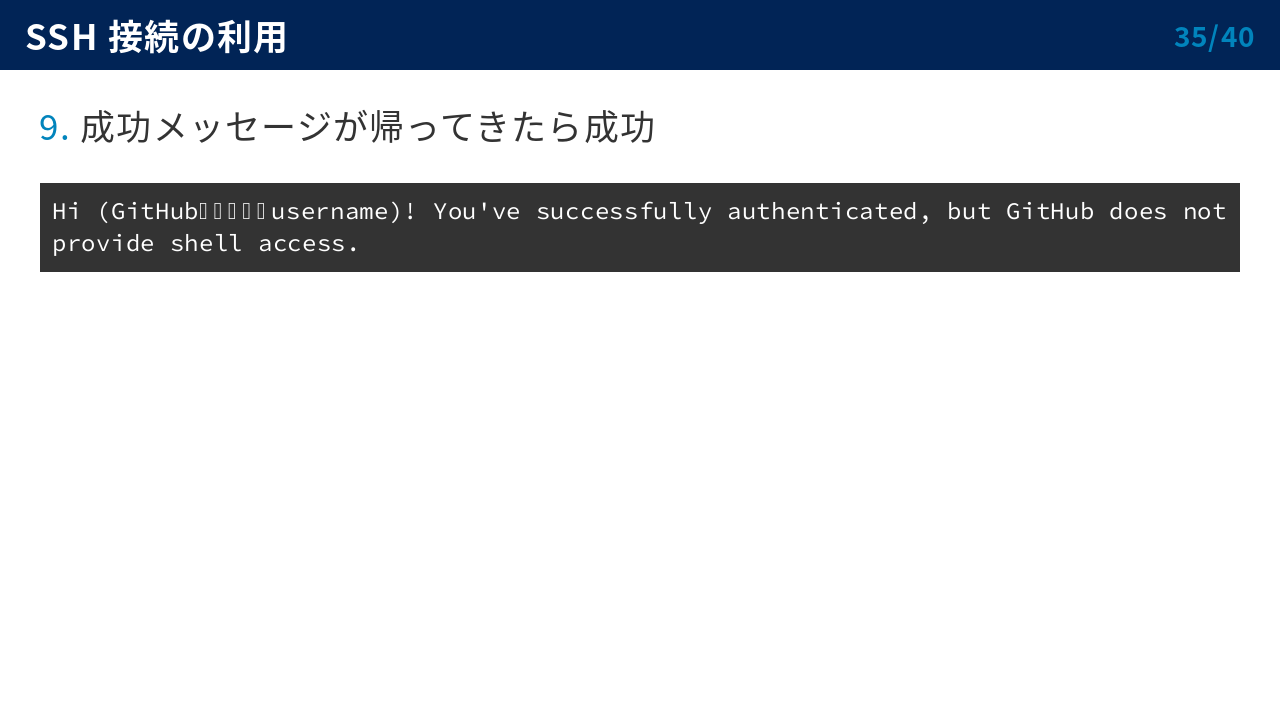 SSH 接続の利用
35/40
9. 成功メッセージが帰ってきたら成功
Hi (GitHub▯▯▯▯▯username)! You've successfully authenticated, but GitHub does not
provide shell access.